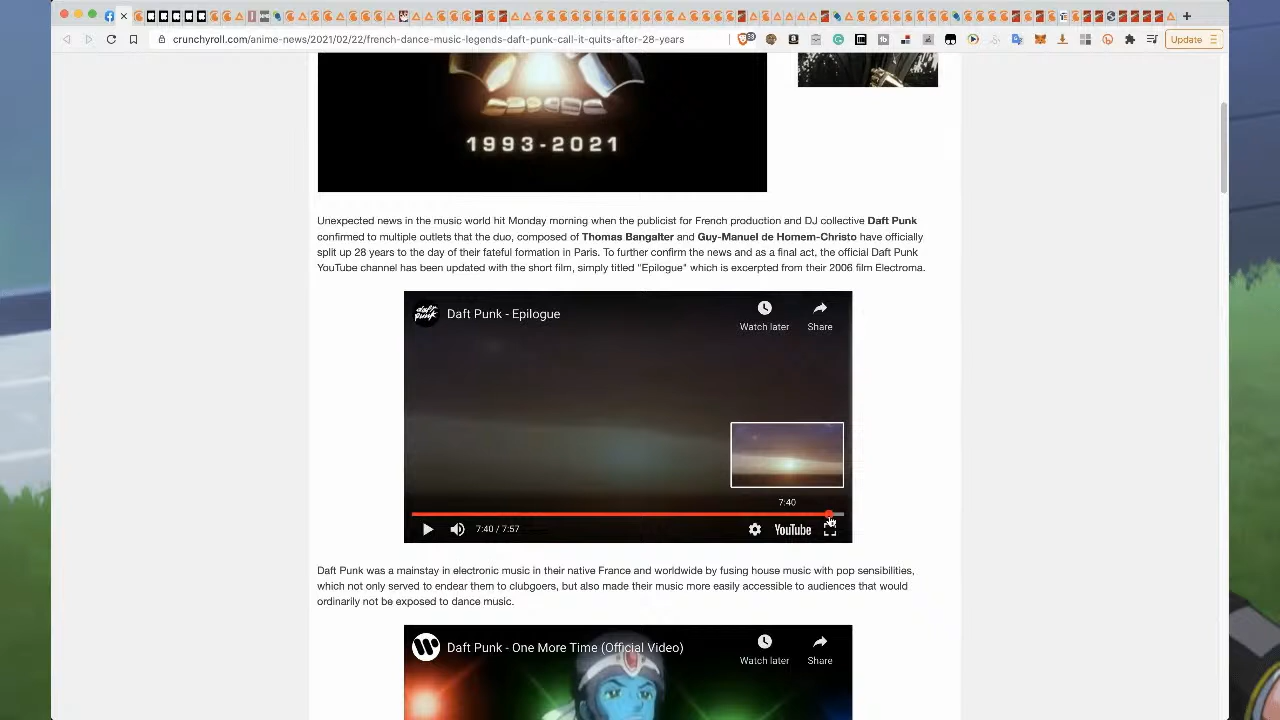 Update
crunchyroll.com/anime-news/2021/02/22/french-dance-music-legends-daft-punk-call-it-quits-after-28-years
1993-2021
Unexpected news in the music world hit Monday morning when the publicist for French production and DJ collective Daft Punk
confirmed to multiple outlets that the duo, composed of Thomas Bangalter and Guy-Manuel de Homem-Christo have officially
split up 28 years to the day of their fateful formation in Paris. To further confirm the news and as a final act, the official Daft Punk
YouTube channel has been updated with the short film, simply titled "Epilogue" which is excerpted from their 2006 film Electroma.
daft punk
Daft Punk - Epilogue
Watch later
Share
7:40
7:40 / 7:57
YouTube
Daft Punk was a mainstay in electronic music in their native France and worldwide by fusing house music with pop sensibilities,
which not only served to endear them to clubgoers, but also made their music more easily accessible to audiences that would
ordinarily not be exposed to dance music.
Daft Punk - One More Time (Official Video)
Watch later
Share